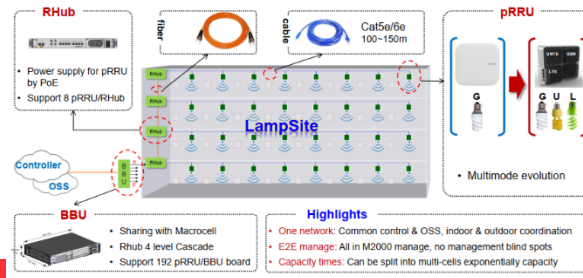 RHub
• Power supply for pRRU
by PoE
• Support 8 pRRU/RHub
fiber
cable
Cat5e/6e
100~150m
pRRU
UMTS
GSM
LTE
G
G U L
• Multimode evolution
RHub
RHub
RHub
RHub
LampSite
Controller
OSS
B
B
U
BBU
• Sharing with Macrocell
• Rhub 4 level Cascade
• Support 192 pRRU/BBU board
Highlights
• One network: Common control & OSS, indoor & outdoor coordination
• E2E manage: All in M2000 manage, no management blind spots
• Capacity times: Can be split into multi-cells exponentially capacity